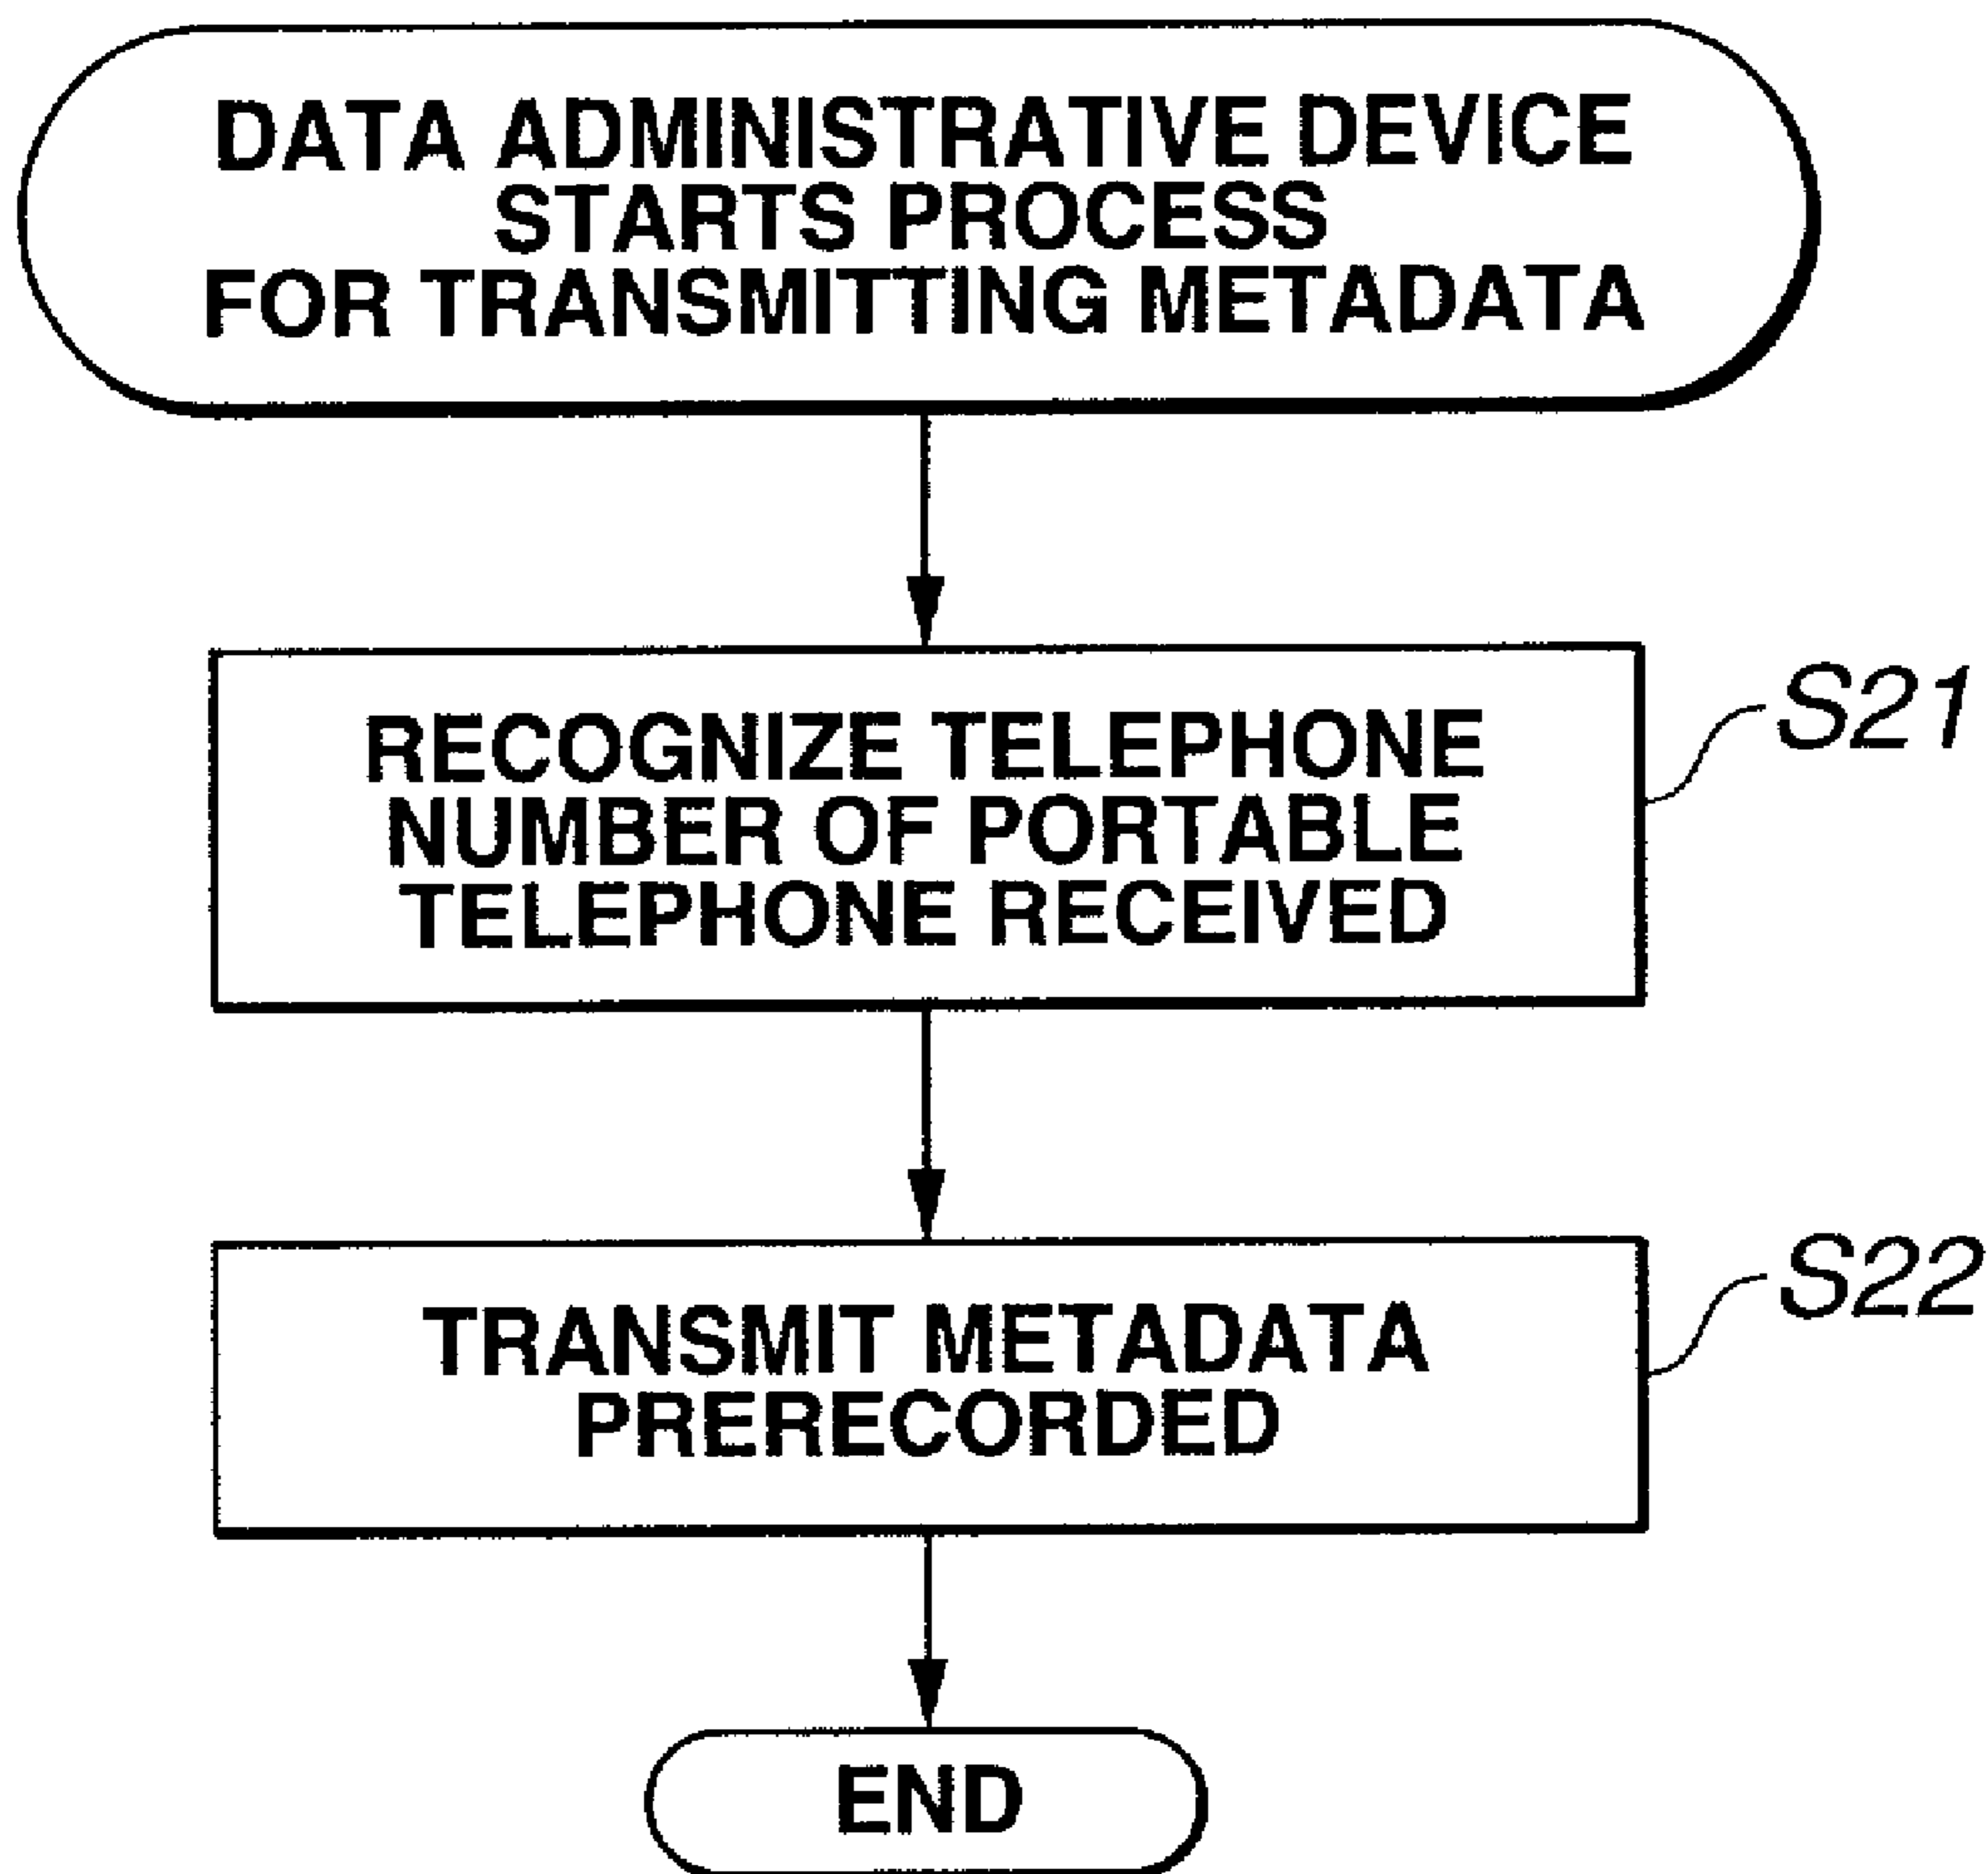 DATA ADMINISTRATIVE DEVICE
STARTS PROCESS
FOR TRANSMITTING METADATA
RECOGNIZE TELEPHONE
NUMBER OF PORTABLE
TELEPHONE RECEIVED
S21
TRANSMIT METADATA
PRERECORDED
S22
END